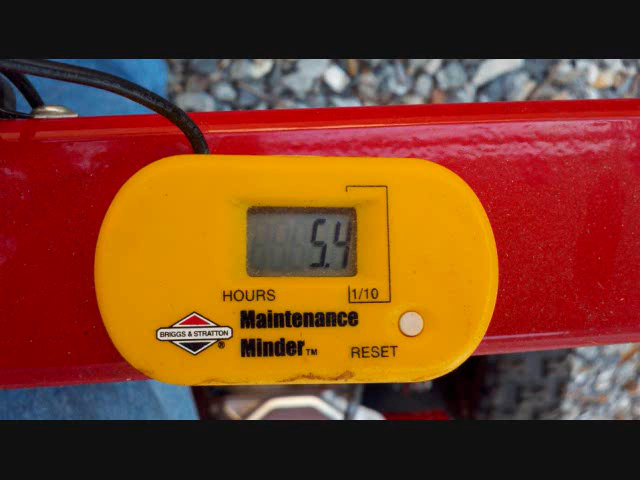 5.4
HOURS 1/10
Maintenance
BRIGGS & STRATTON ®
Minder™ RESET